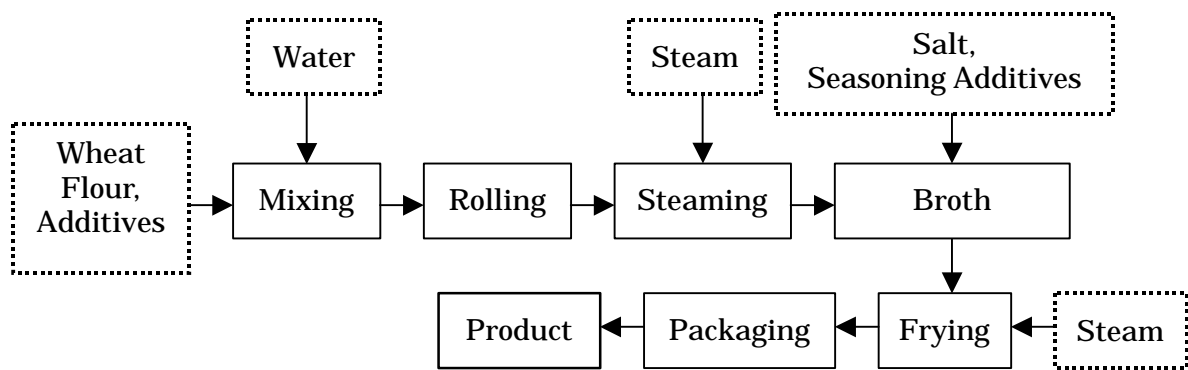 Water
Steam
Salt,
Seasoning Additives
Wheat
Flour,
Additives
Mixing
Rolling
Steaming
Broth
Product
Packaging
Frying
Steam